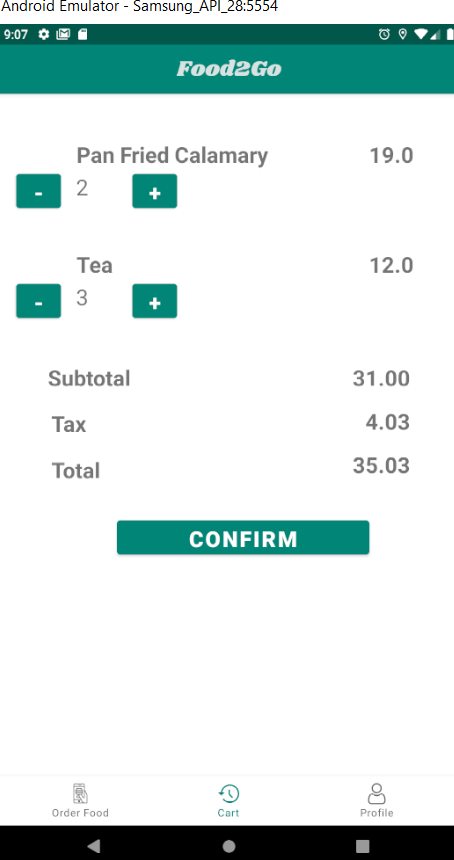 Android Emulator - Samsung_API_28:5554
9:07
Food2Go
Pan Fried Calamary 19.0
- 2 +
Tea 12.0
- 3 +
Subtotal 31.00
Tax 4.03
Total 35.03
CONFIRM
Order Food Cart Profile